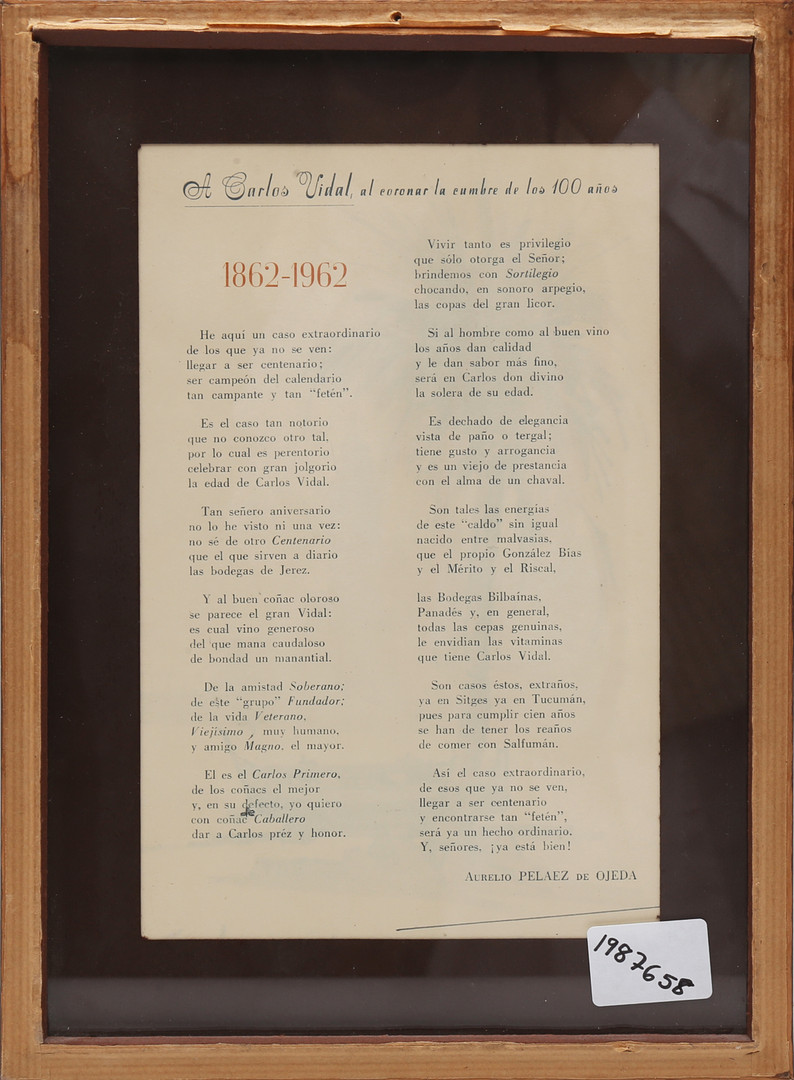 A Carlos Vidal, al coronar la cumbre de los 100 años
1862-1962
He aquí un caso extraordinario
de los que ya no se ven:
llegar a ser centenario;
ser campeón del calendario
tan campante y tan “fetén”.
Es el caso tan notorio
que no conozco otro tal,
por lo cual es perentorio
celebrar con gran jolgorio
la edad de Carlos Vidal.
Tan señero aniversario
no lo he visto ni una vez:
no sé de otro Centenario
que el que sirven a diario
las bodegas de Jerez.
Y al buen coñac oloroso
se parece el gran Vidal:
es cual vino generoso
del que mana caudaloso
de bondad un manantial.
De la amistad Soberano;
de este “grupo” Fundador;
de la vida Veterano,
Viejísimo, muy humano,
y amigo Magno, el mayor.
El es el Carlos Primero,
de los coñacs el mejor
y, en su defecto, yo quiero
con coñac Caballero
dar a Carlos préz y honor.
Vivir tanto es privilegio
que sólo otorga el Señor;
brindemos con Sortilegio
chocando, en sonoro arpegio,
las copas del gran licor.
Si al hombre como al buen vino
los años dan calidad
y le dan sabor más fino,
será en Carlos don divino
la solera de su edad.
Es dechado de elegancia
vista de paño o tergal;
tiene gusto y arrogancia
y es un viejo de prestancia
con el alma de un chaval.
Son tales las energías
de este “caldo” sin igual
nacido entre malvasías,
que el propio González Bías
y el Mérito y el Riscal,
las Bodegas Bilbaínas,
Panadés y, en general,
todas las cepas genuinas,
le envidian las vitaminas
que tiene Carlos Vidal.
Son casos éstos, extraños,
ya en Sitges ya en Tucumán,
pues para cumplir cien años
se han de tener los reaños
de comer con Salfumán.
Así el caso extraordinario,
de esos que ya no se ven,
llegar a ser centenario
y encontrarse tan “fetén”,
será ya un hecho ordinario.
Y, señores, ¡ya está bien!
AURELIO PELAEZ DE OJEDA
1987658